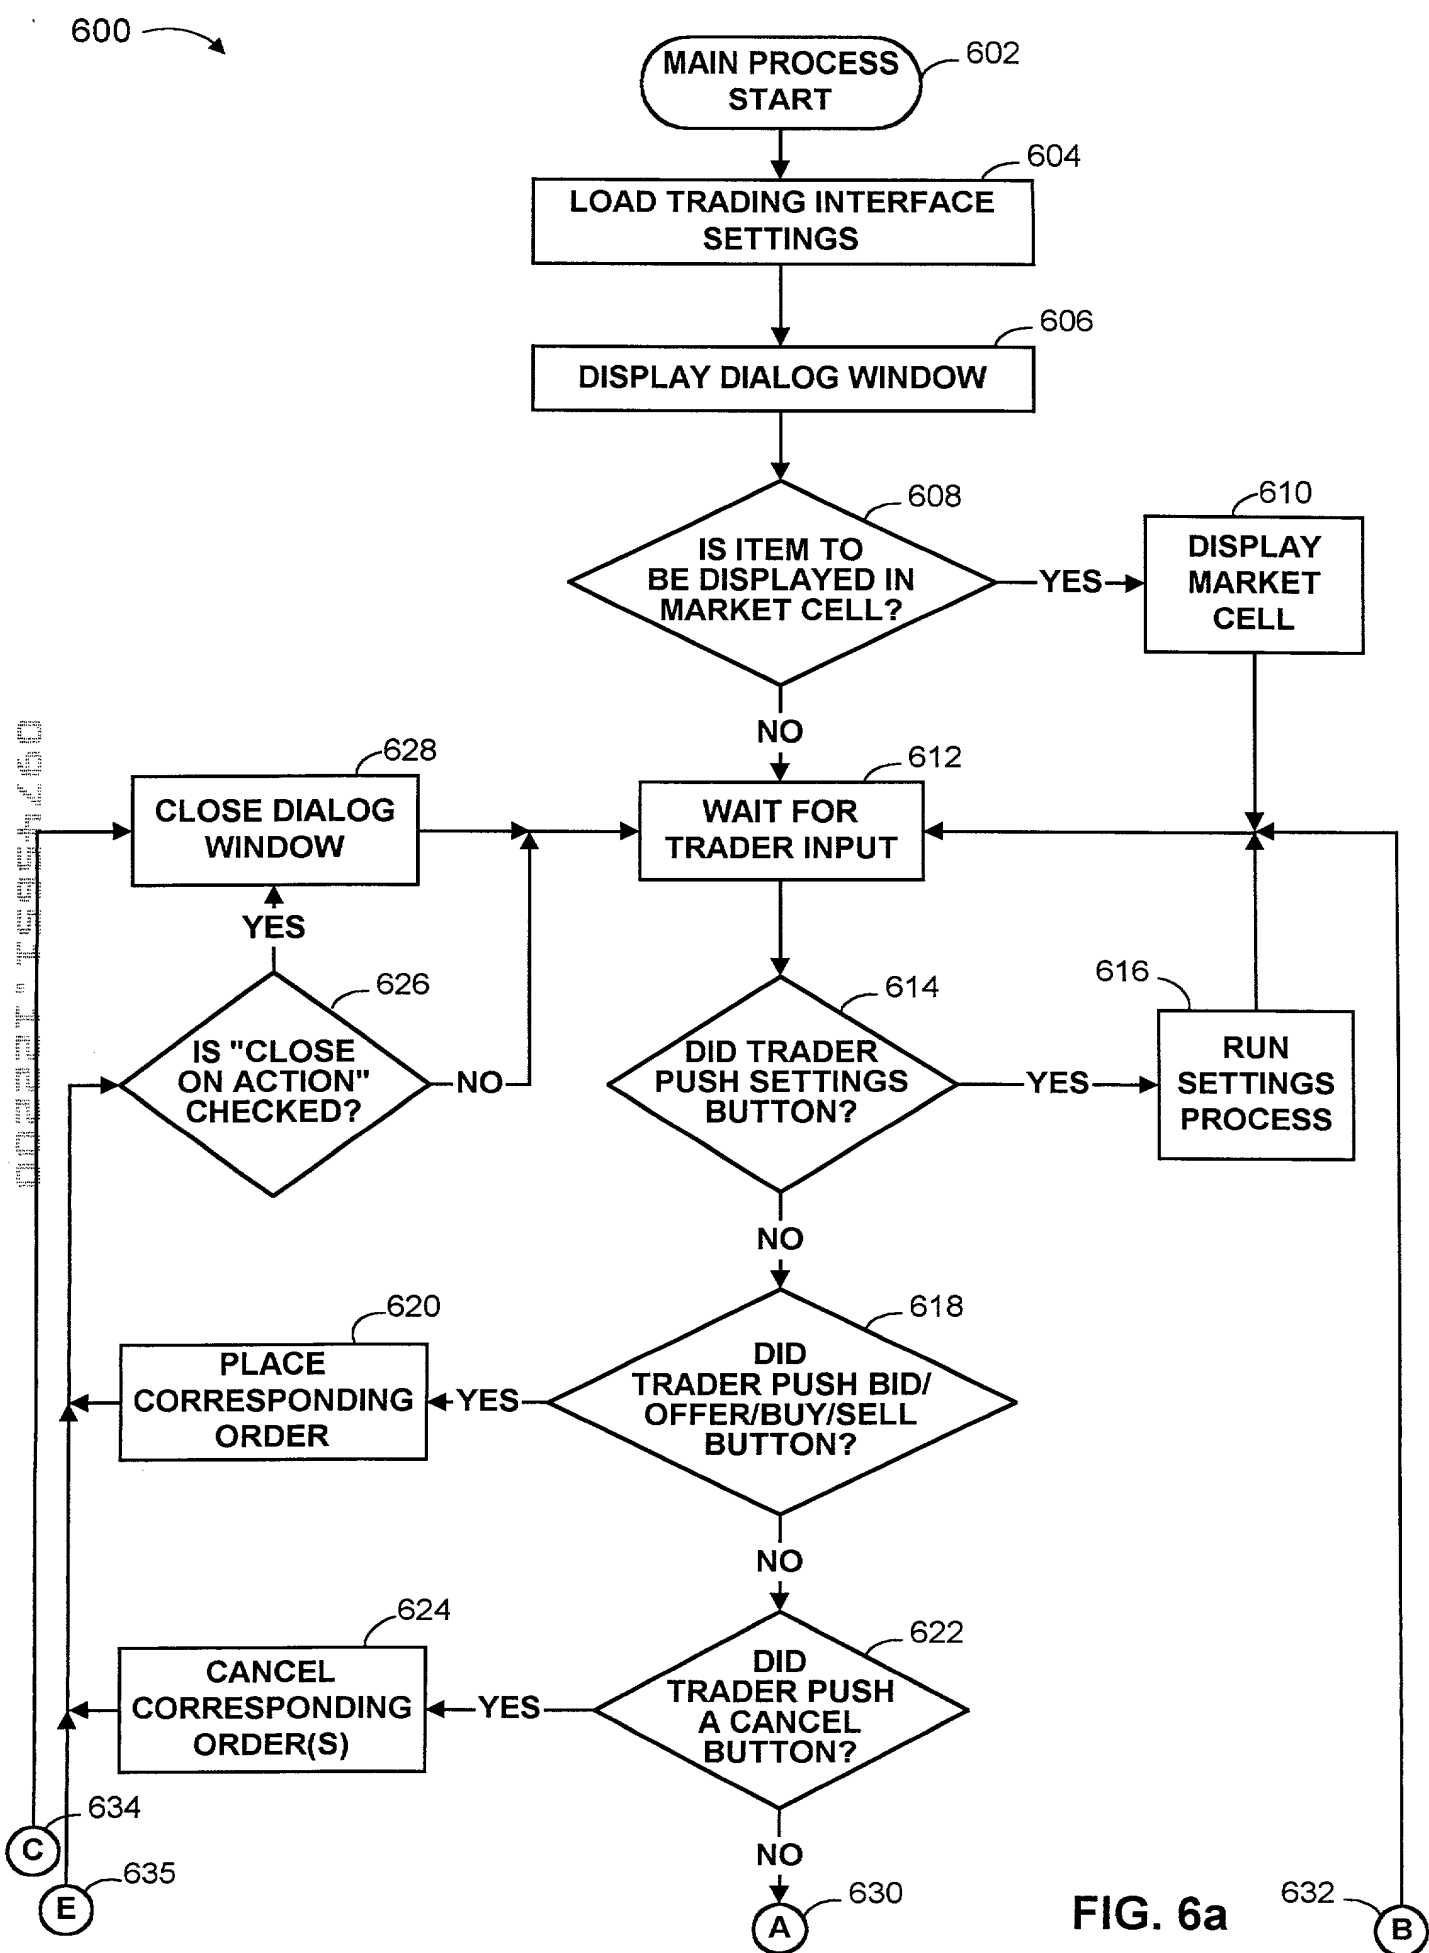 600
MAIN PROCESS
START
602
604
LOAD TRADING INTERFACE
SETTINGS
606
DISPLAY DIALOG WINDOW
608
IS ITEM TO
BE DISPLAYED IN
MARKET CELL?
YES
610
DISPLAY
MARKET
CELL
NO
628
CLOSE DIALOG
WINDOW
612
WAIT FOR
TRADER INPUT
YES
626
IS "CLOSE
ON ACTION"
CHECKED?
NO
614
DID TRADER
PUSH SETTINGS
BUTTON?
YES
616
RUN
SETTINGS
PROCESS
NO
620
PLACE
CORRESPONDING
ORDER
YES
618
DID
TRADER PUSH BID/
OFFER/BUY/SELL
BUTTON?
NO
624
CANCEL
CORRESPONDING
ORDER(S)
YES
622
DID
TRADER PUSH
A CANCEL
BUTTON?
634
C
NO
635
E
630
A
FIG. 6a
632
B